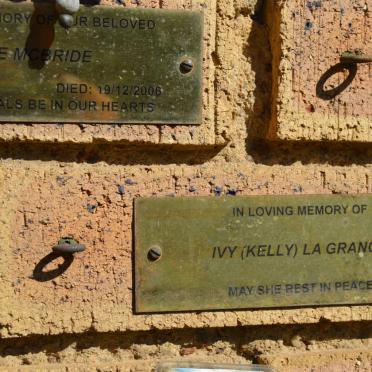 MORY OF OUR BELOVED
E MCBRIDE
DIED: 19/12/2006
ALS BE IN OUR HEARTS
IN LOVING MEMORY OF
IVY (KELLY) LA GRANG
MAY SHE REST IN PEACE